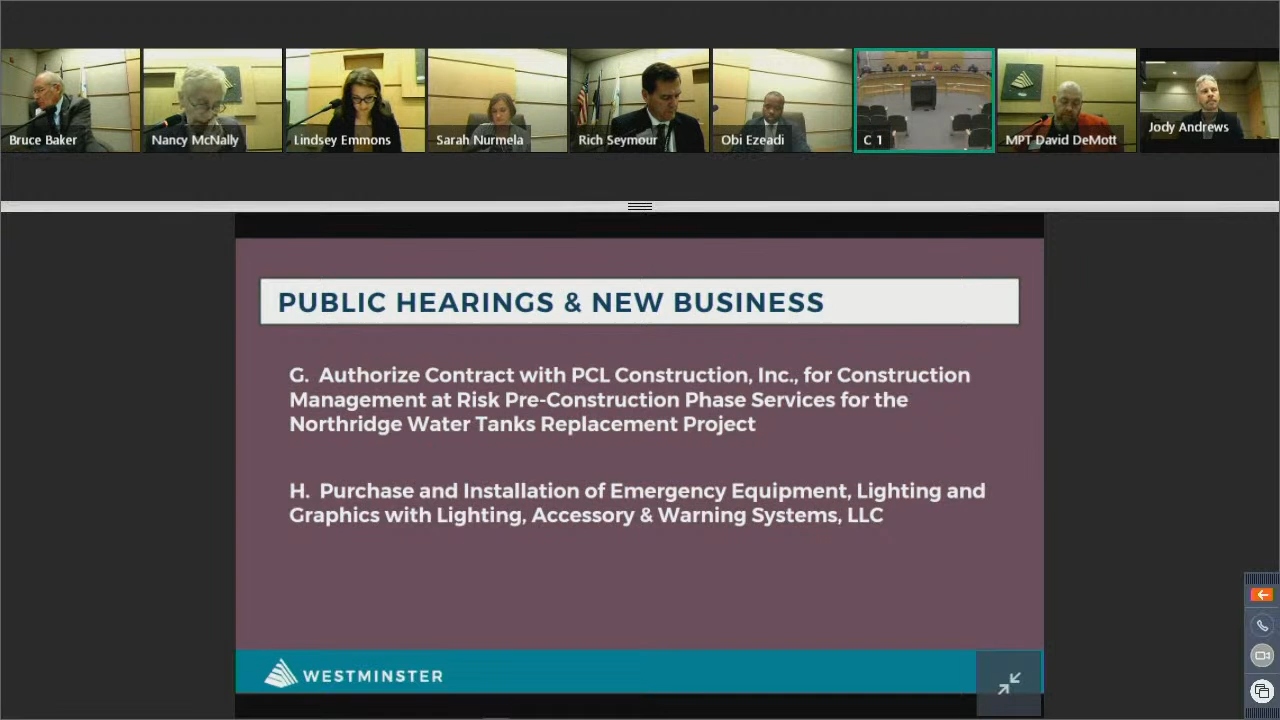 Bruce Baker
Nancy McNally
Lindsey Emmons
Sarah Nurmela
Rich Seymour
Obi Ezeadi
C 1
MPT David DeMott
Jody Andrews
PUBLIC HEARINGS & NEW BUSINESS
G. Authorize Contract with PCL Construction, Inc., for Construction
Management at Risk Pre-Construction Phase Services for the
Northridge Water Tanks Replacement Project
H. Purchase and Installation of Emergency Equipment, Lighting and
Graphics with Lighting, Accessory & Warning Systems, LLC
WESTMINSTER